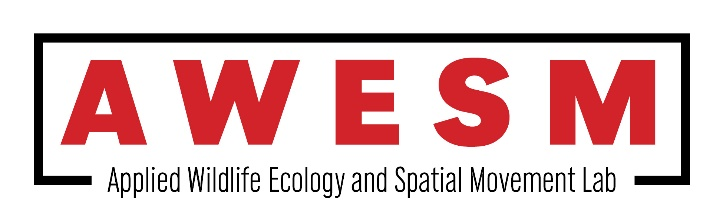 AWESM
Applied Wildlife Ecology and Spatial Movement Lab